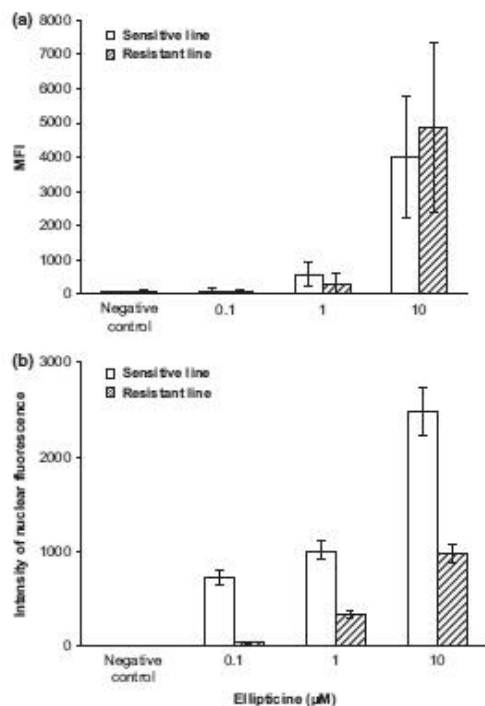 (a)
Sensitive line
Resistant line
8000
7000
6000
5000
4000
3000
2000
1000
0
MFI
Negative
control
0.1
1
10
(b)
Sensitive line
Resistant line
3000
2000
1000
0
Intensity of nuclear fluorescence
Negative
control
0.1
1
10
Ellipticine (µM)